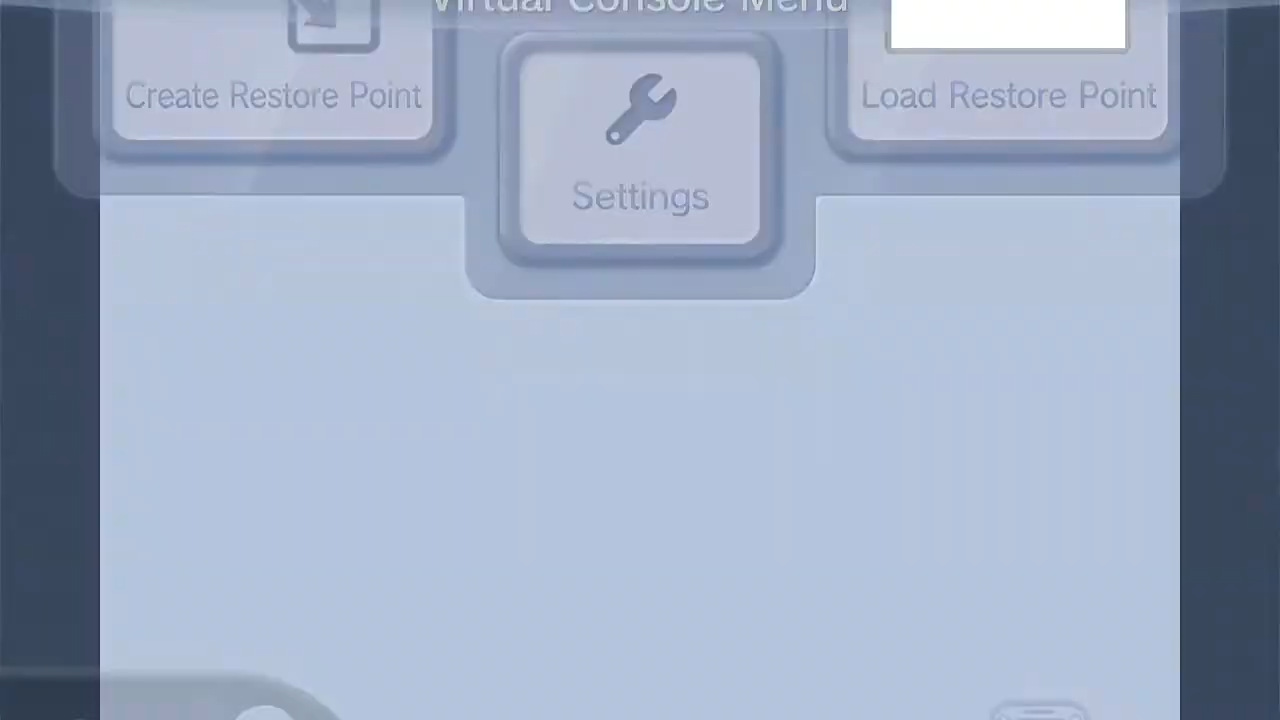 Virtual Console Menu
Create Restore Point
Load Restore Point
Settings